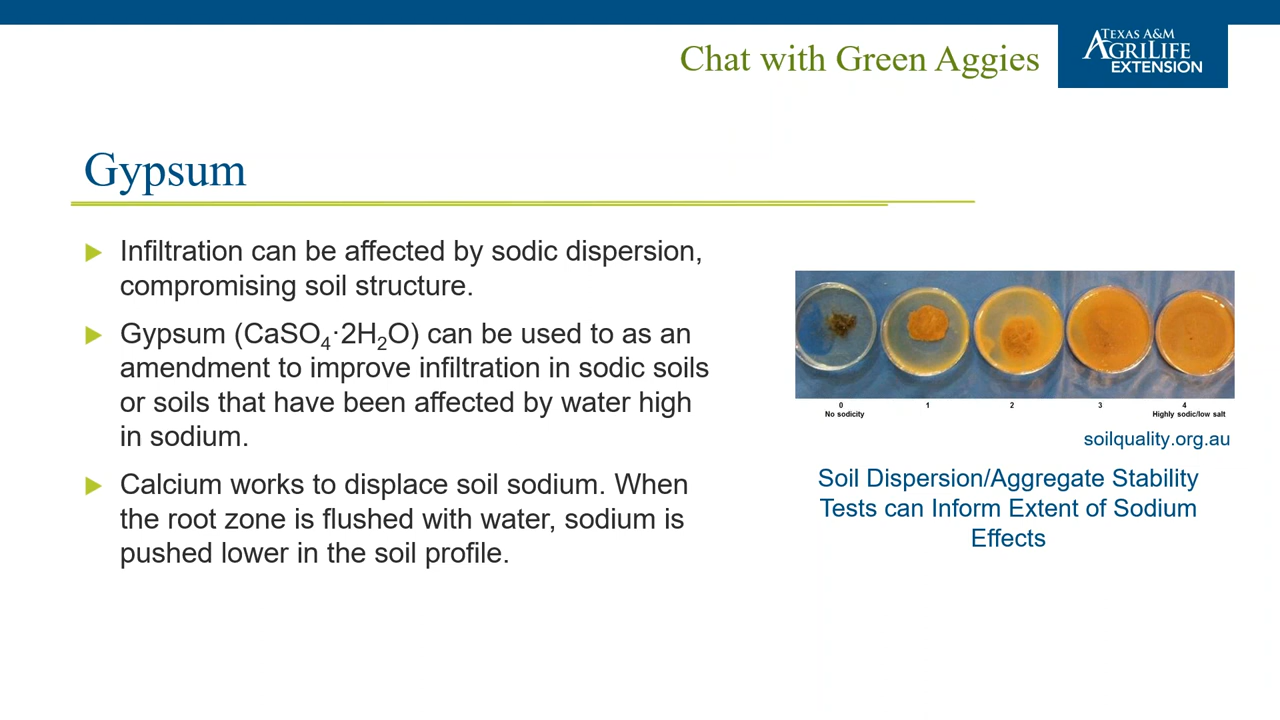 Chat with Green Aggies
TEXAS A&M
AGRILIFE
EXTENSION
Gypsum
Infiltration can be affected by sodic dispersion,
compromising soil structure.
Gypsum (CaSO₄·2H₂O) can be used to as an
amendment to improve infiltration in sodic soils
or soils that have been affected by water high
in sodium.
Calcium works to displace soil sodium. When
the root zone is flushed with water, sodium is
pushed lower in the soil profile.
0 1 2 3 4
No sodicity Highly sodic/low salt
soilquality.org.au
Soil Dispersion/Aggregate Stability
Tests can Inform Extent of Sodium
Effects